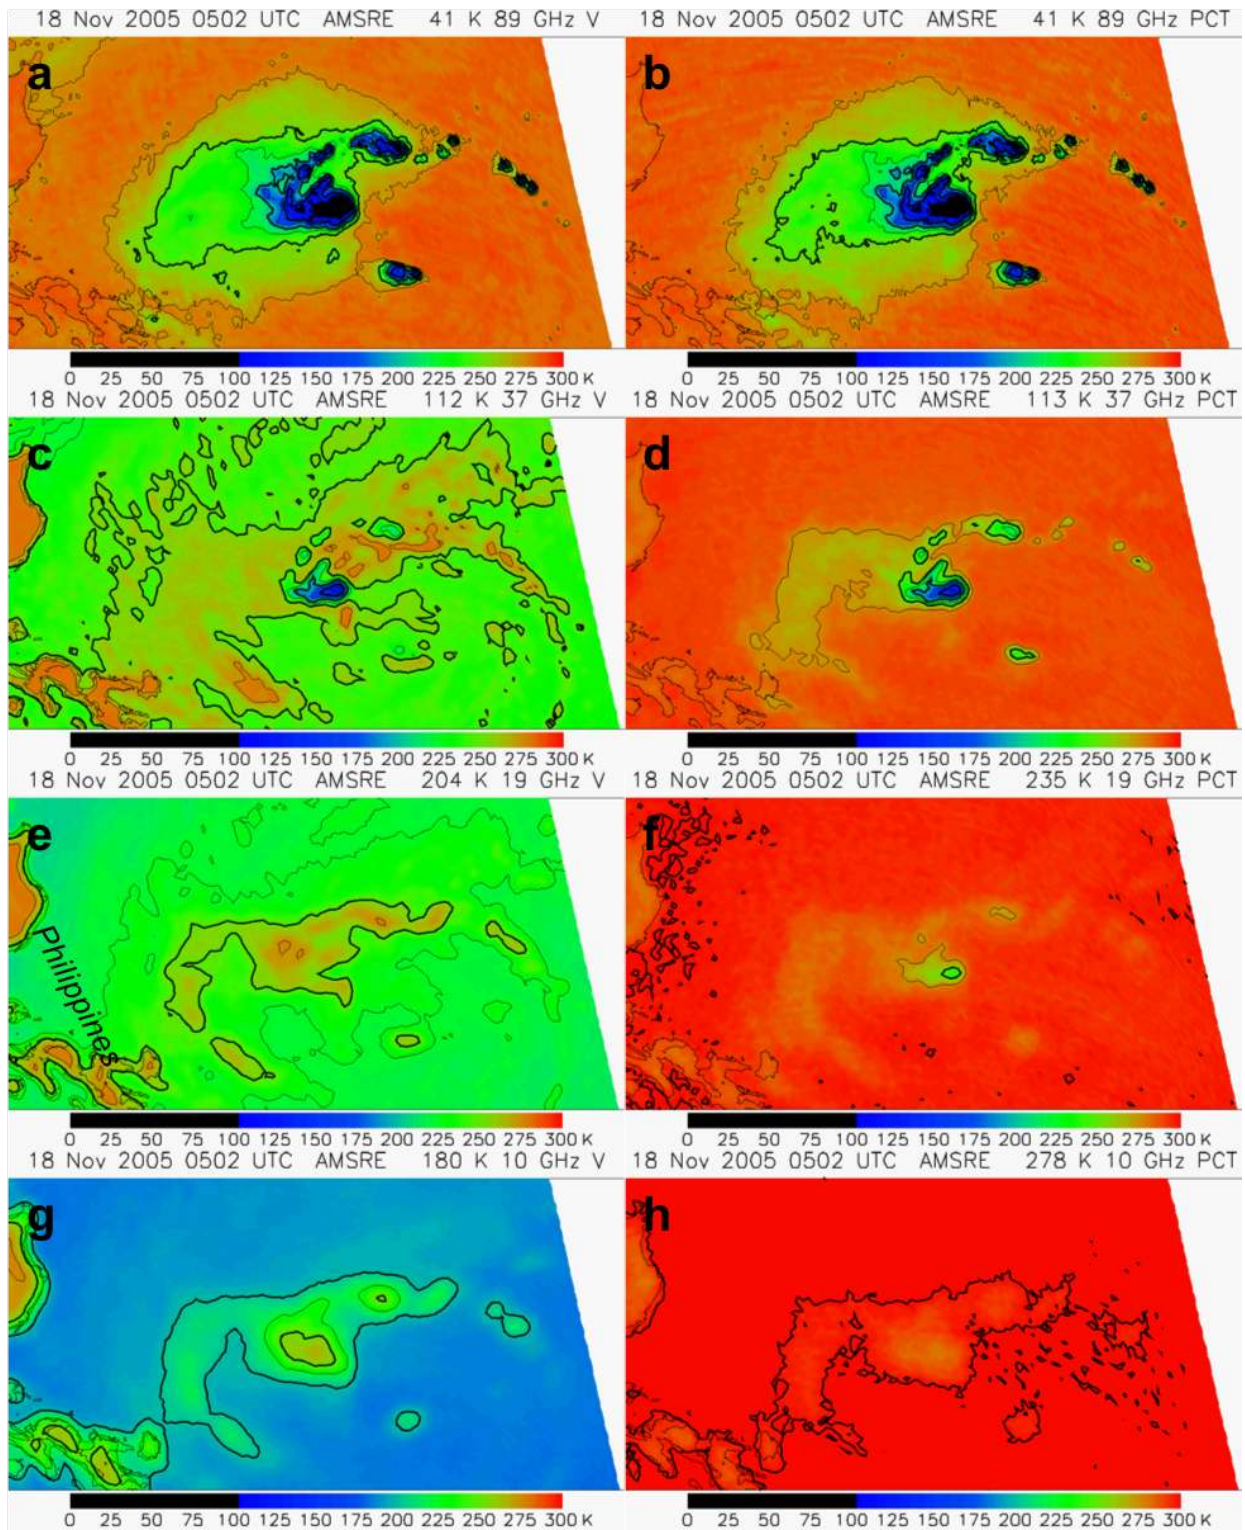 18 Nov 2005 0502 UTC AMSRE 41 K 89 GHz V
18 Nov 2005 0502 UTC AMSRE 41 K 89 GHz PCT
a
b
0 25 50 75 100 125 150 175 200 225 250 275 300 K
0 25 50 75 100 125 150 175 200 225 250 275 300 K
18 Nov 2005 0502 UTC AMSRE 112 K 37 GHz V
18 Nov 2005 0502 UTC AMSRE 113 K 37 GHz PCT
c
d
0 25 50 75 100 125 150 175 200 225 250 275 300 K
0 25 50 75 100 125 150 175 200 225 250 275 300 K
18 Nov 2005 0502 UTC AMSRE 204 K 19 GHz V
18 Nov 2005 0502 UTC AMSRE 235 K 19 GHz PCT
e
f
Philippines
0 25 50 75 100 125 150 175 200 225 250 275 300 K
0 25 50 75 100 125 150 175 200 225 250 275 300 K
18 Nov 2005 0502 UTC AMSRE 180 K 10 GHz V
18 Nov 2005 0502 UTC AMSRE 278 K 10 GHz PCT
g
h
0 25 50 75 100 125 150 175 200 225 250 275 300 K
0 25 50 75 100 125 150 175 200 225 250 275 300 K